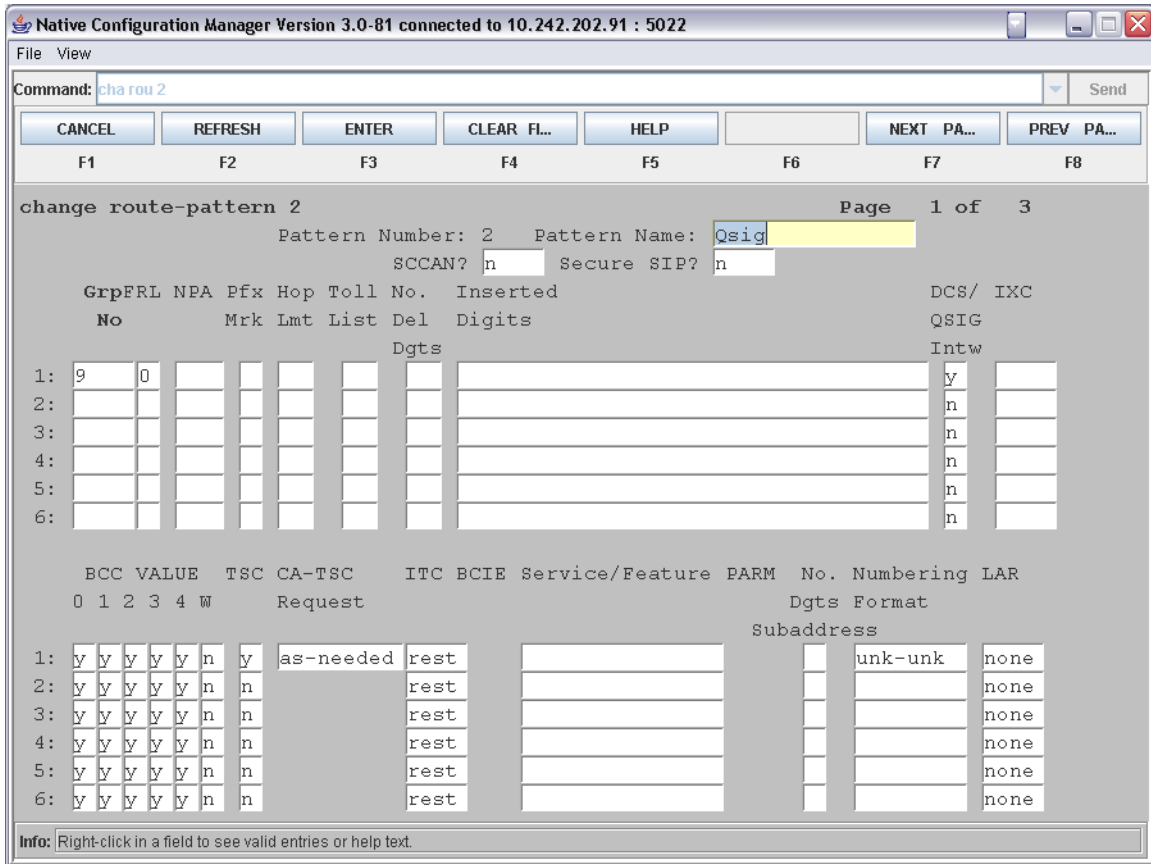 Native Configuration Manager Version 3.0-81 connected to 10.242.202.91 : 5022
File View
Command: cha rou 2 Send
CANCEL REFRESH ENTER CLEAR FI... HELP NEXT PA... PREV PA...
F1 F2 F3 F4 F5 F6 F7 F8
change route-pattern 2 Page 1 of 3
Pattern Number: 2 Pattern Name: Qsig
SCCAN? n Secure SIP? n
GrpFRL NPA Pfx Hop Toll No. Inserted DCS/ IXC
No Mrk Lmt List Del Digits QSIG
Dgts Intw
1: 9 0 y
2: n
3: n
4: n
5: n
6: n
BCC VALUE TSC CA-TSC ITC BCIE Service/Feature PARM No. Numbering LAR
0 1 2 3 4 W Request Dgts Format
Subaddress
1: y y y y y n y as-needed rest unk-unk none
2: y y y y y n n rest none
3: y y y y y n n rest none
4: y y y y y n n rest none
5: y y y y y n n rest none
6: y y y y y n n rest none
Info: Right-click in a field to see valid entries or help text.